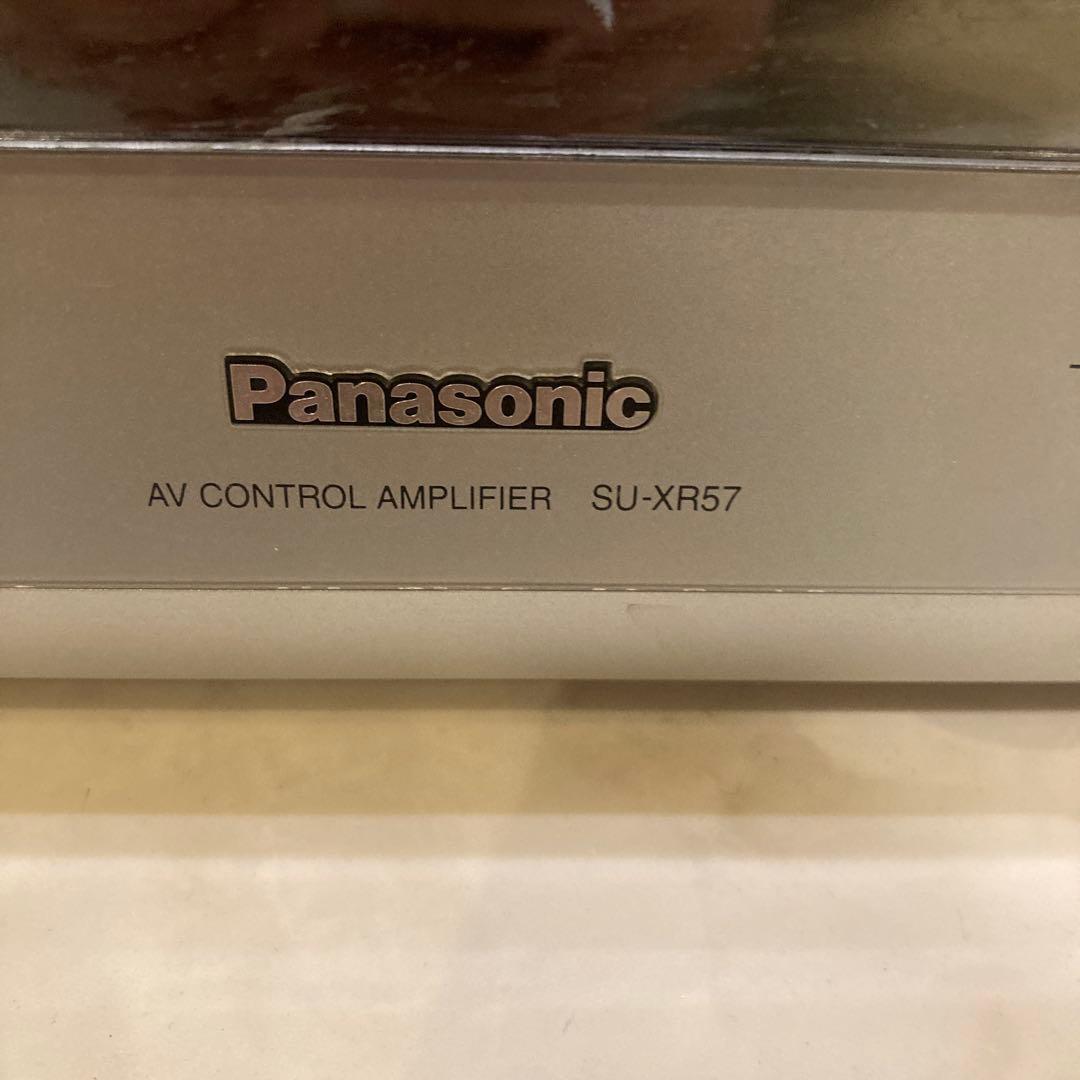 Panasonic
AV CONTROL AMPLIFIER SU-XR57